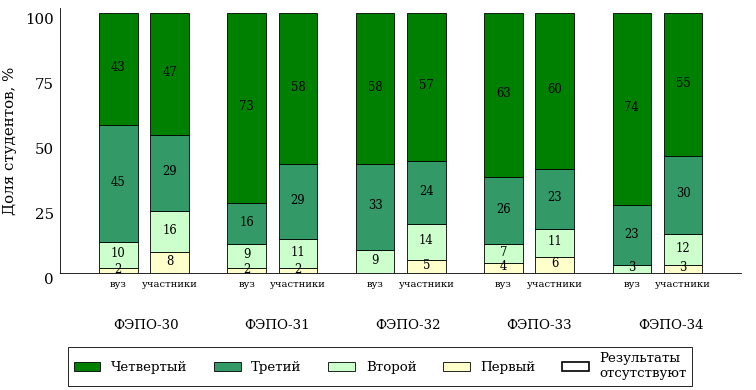 Доля студентов, %
100
75
50
25
0
43 47 73 58 58 57 63 60 74 55
45 29 16 29 33 24 26 23 23 30
10 16 9 11 9 14 7 11 3 12
2 8 2 2 5 4 6 3
вуз участники вуз участники вуз участники вуз участники вуз участники
ФЭПО-30 ФЭПО-31 ФЭПО-32 ФЭПО-33 ФЭПО-34
Четвертый Третий Второй Первый Результаты
отсутствуют